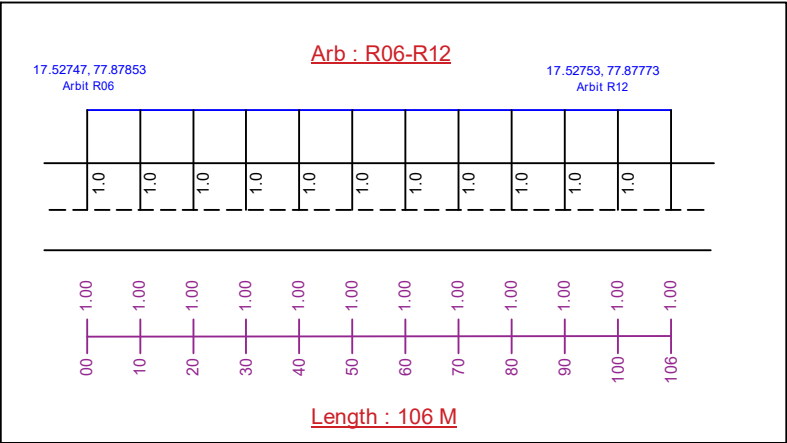 Arb : R06-R12
17.52747, 77.87853
Arbit R06
17.52753, 77.87773
Arbit R12
1.0 1.0 1.0 1.0 1.0 1.0 1.0 1.0 1.0 1.0 1.0
1.00 1.00 1.00 1.00 1.00 1.00 1.00 1.00 1.00 1.00 1.00 1.00
00 10 20 30 40 50 60 70 80 90 100 106
Length : 106 M